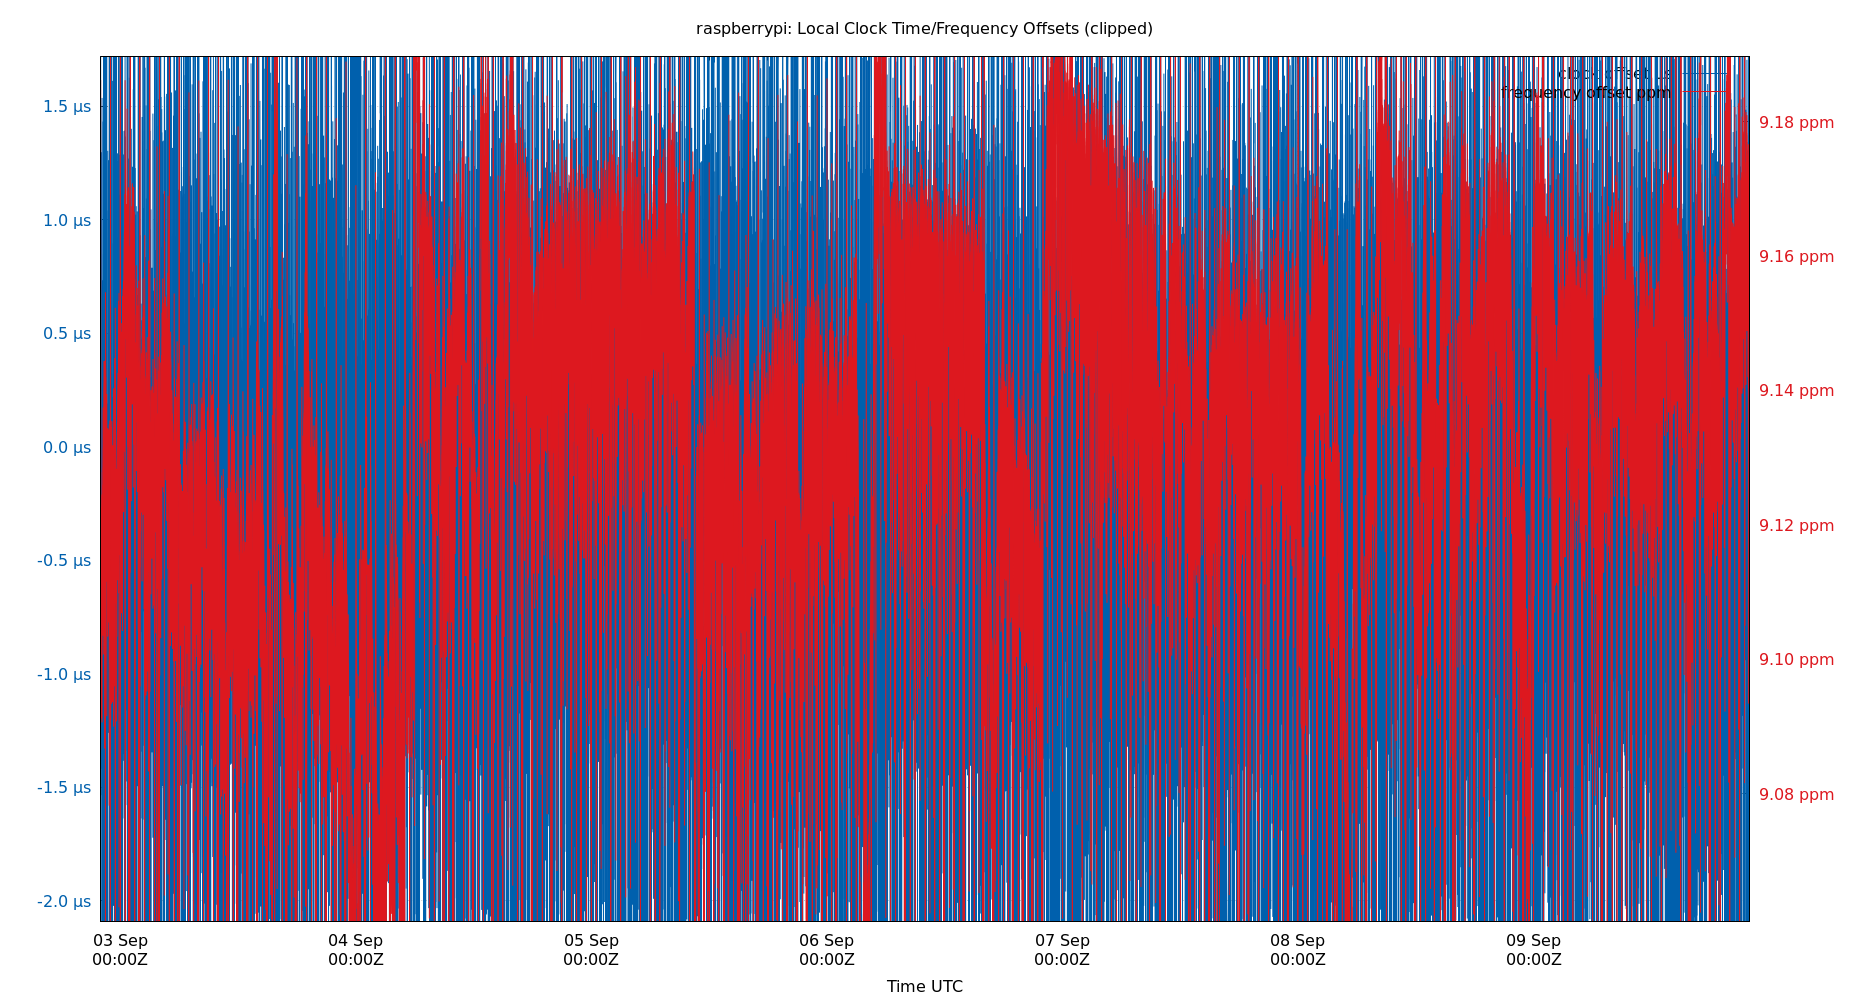 raspberrypi: Local Clock Time/Frequency Offsets (clipped)
clock offset
frequency offset ppm
1.5 µs
1.0 µs
0.5 µs
0.0 µs
-0.5 µs
-1.0 µs
-1.5 µs
-2.0 µs
9.18 ppm
9.16 ppm
9.14 ppm
9.12 ppm
9.10 ppm
9.08 ppm
03 Sep
00:00Z
04 Sep
00:00Z
05 Sep
00:00Z
06 Sep
00:00Z
07 Sep
00:00Z
08 Sep
00:00Z
09 Sep
00:00Z
Time UTC